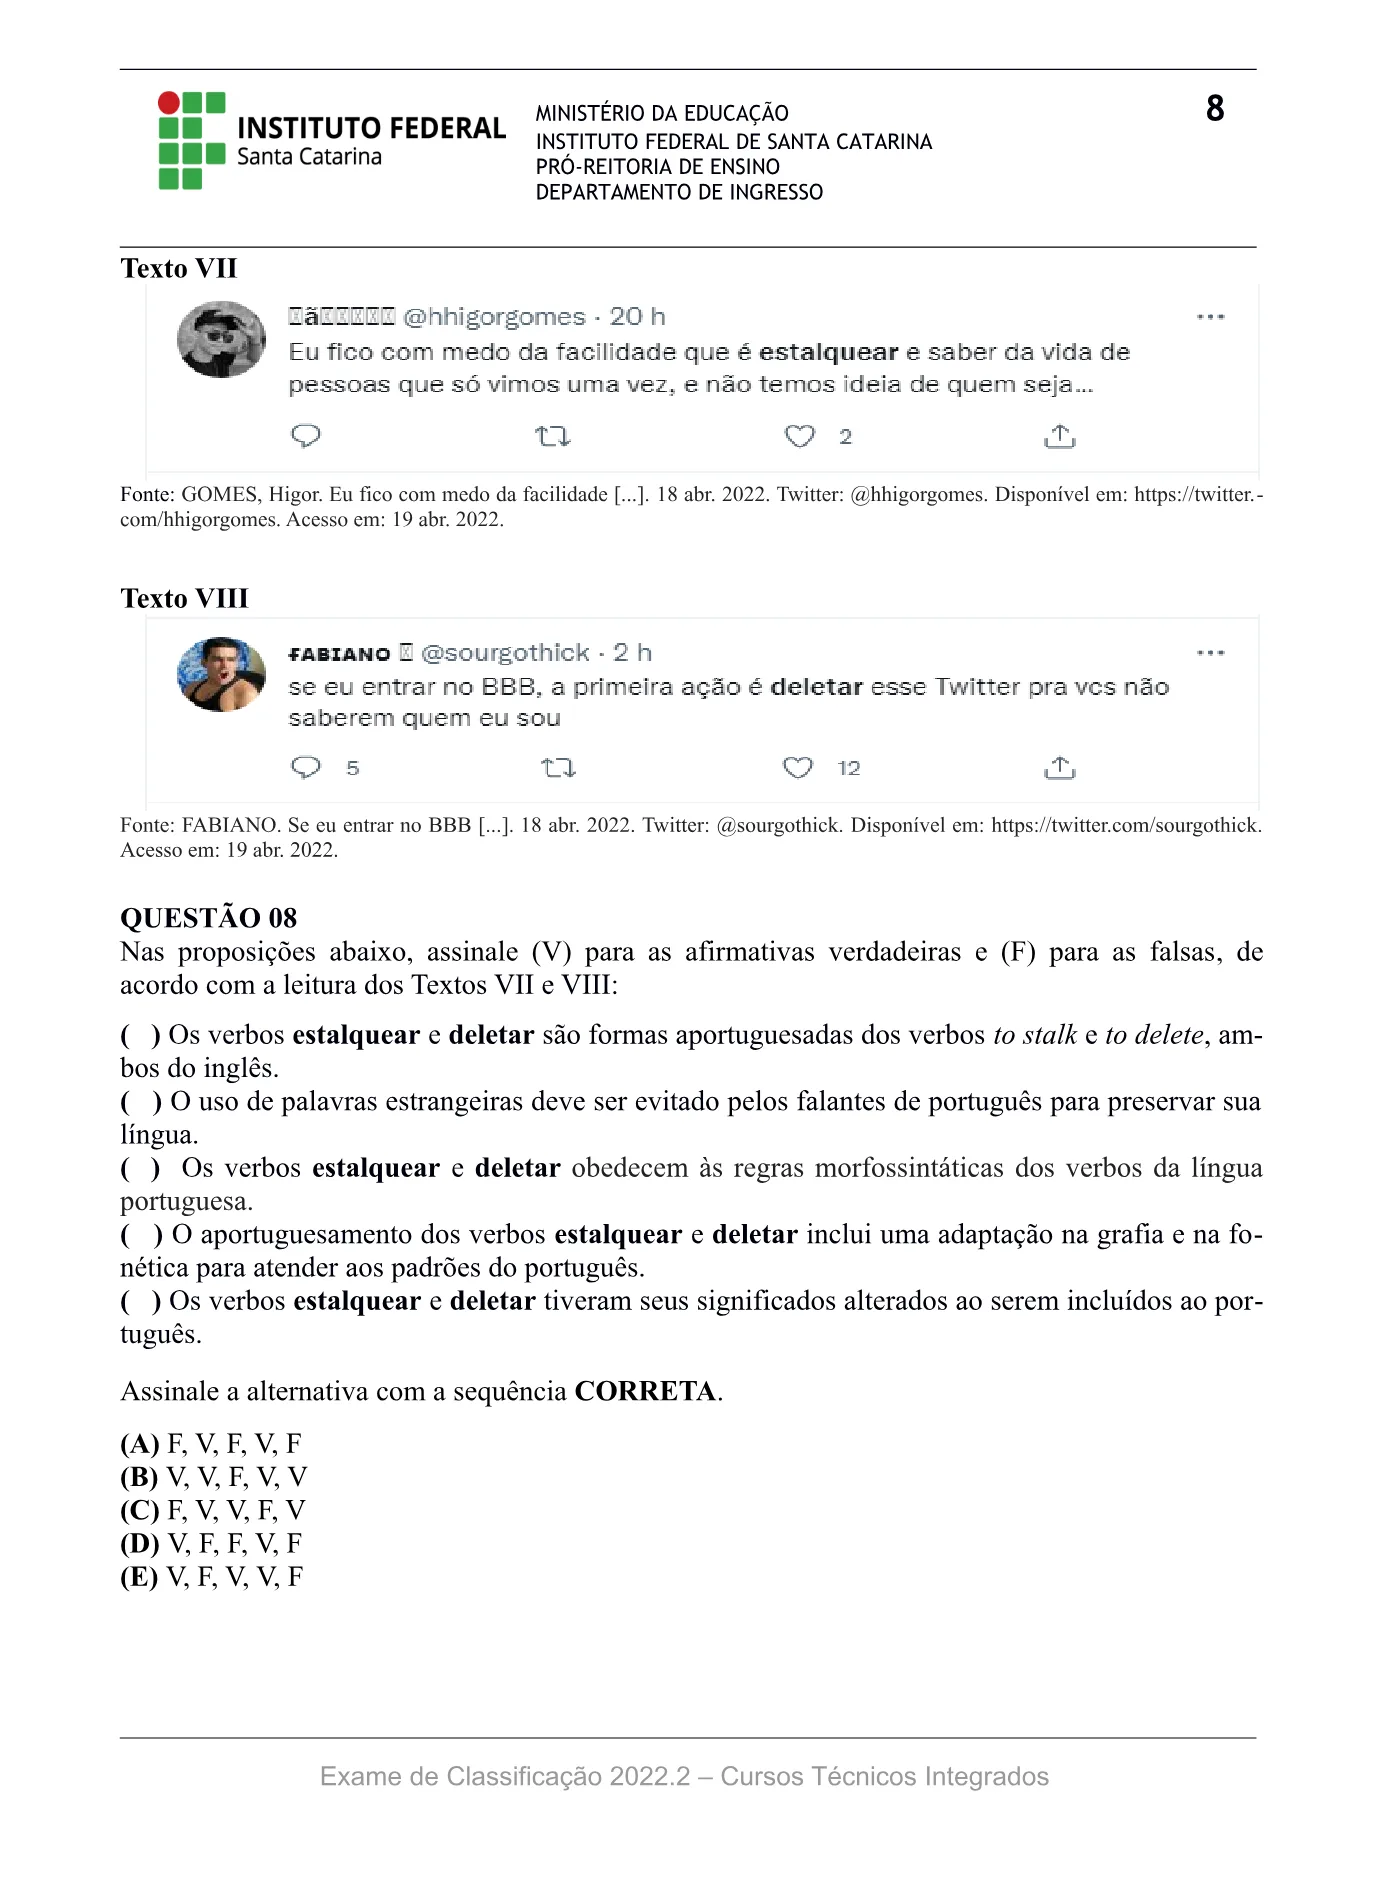 INSTITUTO FEDERAL
Santa Catarina
MINISTÉRIO DA EDUCAÇÃO
INSTITUTO FEDERAL DE SANTA CATARINA
PRÓ-REITORIA DE ENSINO
DEPARTAMENTO DE INGRESSO
8
Texto VII
@hhigorgomes · 20 h
Eu fico com medo da facilidade que é estalquear e saber da vida de
pessoas que só vimos uma vez, e não temos ideia de quem seja...
2
Fonte: GOMES, Higor. Eu fico com medo da facilidade [...]. 18 abr. 2022. Twitter: @hhigorgomes. Disponível em: https://twitter.-
com/hhigorgomes. Acesso em: 19 abr. 2022.
Texto VIII
FABIANO @sourgothick · 2 h
se eu entrar no BBB, a primeira ação é deletar esse Twitter pra vcs não
saberem quem eu sou
5 12
Fonte: FABIANO. Se eu entrar no BBB [...]. 18 abr. 2022. Twitter: @sourgothick. Disponível em: https://twitter.com/sourgothick.
Acesso em: 19 abr. 2022.
QUESTÃO 08
Nas proposições abaixo, assinale (V) para as afirmativas verdadeiras e (F) para as falsas, de
acordo com a leitura dos Textos VII e VIII:
( ) Os verbos estalquear e deletar são formas aportuguesadas dos verbos to stalk e to delete, am-
bos do inglês.
( ) O uso de palavras estrangeiras deve ser evitado pelos falantes de português para preservar sua
língua.
( ) Os verbos estalquear e deletar obedecem às regras morfossintáticas dos verbos da língua
portuguesa.
( ) O aportuguesamento dos verbos estalquear e deletar inclui uma adaptação na grafia e na fo-
nética para atender aos padrões do português.
( ) Os verbos estalquear e deletar tiveram seus significados alterados ao serem incluídos ao por-
tuguês.
Assinale a alternativa com a sequência CORRETA.
(A) F, V, F, V, F
(B) V, V, F, V, V
(C) F, V, V, F, V
(D) V, F, F, V, F
(E) V, F, V, V, F
Exame de Classificação 2022.2 – Cursos Técnicos Integrados